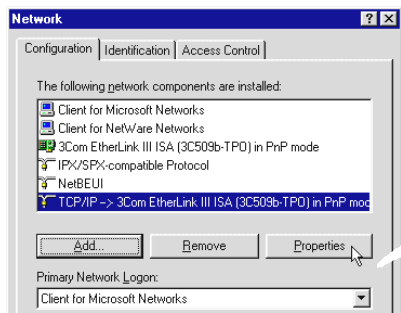 Network
?
Configuration Identification Access Control
The following network components are installed:
Client for Microsoft Networks
Client for NetWare Networks
3Com EtherLink III ISA (3C509b-TPO) in PnP mode
IPX/SPX-compatible Protocol
NetBEUI
TCP/IP -> 3Com EtherLink III ISA (3C509b-TPO) in PnP moc
Add... Remove Properties
Primary Network Logon:
Client for Microsoft Networks